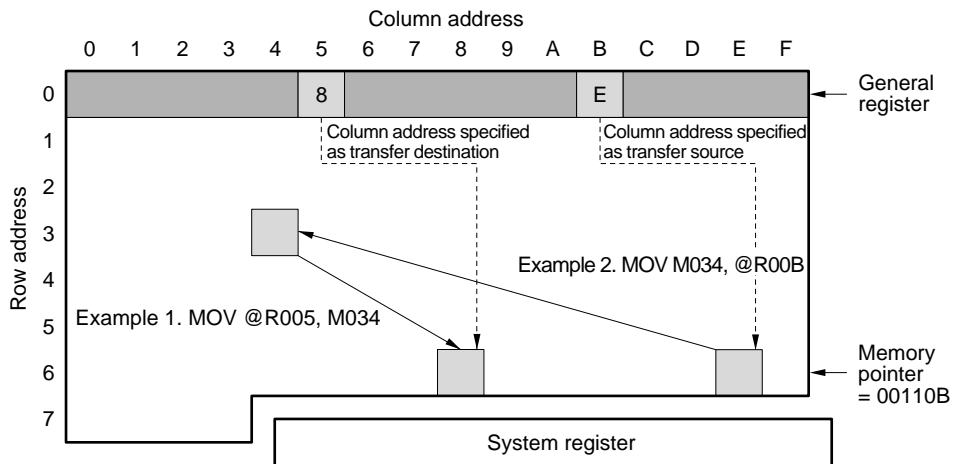 Column address
0 1 2 3 4 5 6 7 8 9 A B C D E F
0 8 E General register
1 Column address specified as transfer destination Column address specified as transfer source
2
3
Row address
4 Example 2. MOV M034, @R00B
Example 1. MOV @R005, M034
5
6 Memory pointer = 00110B
7
System register